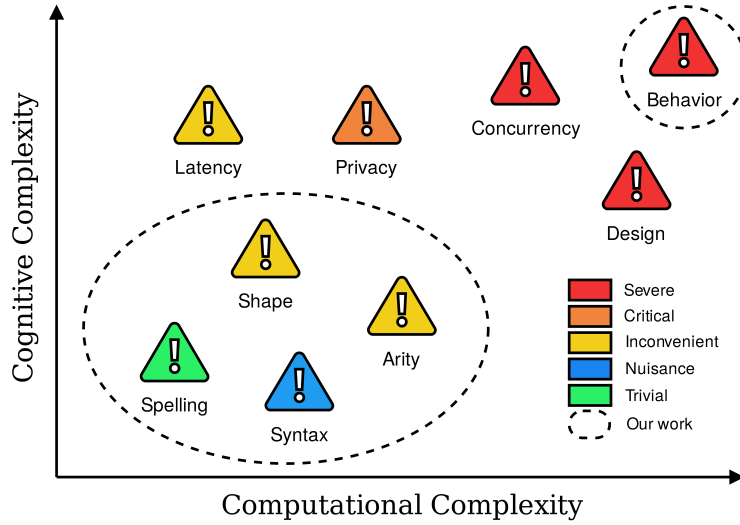 Behavior
Concurrency
Latency
Privacy
Design
Shape
Arity
Spelling
Syntax
Severe
Critical
Inconvenient
Nuisance
Trivial
Our work
Cognitive Complexity
Computational Complexity